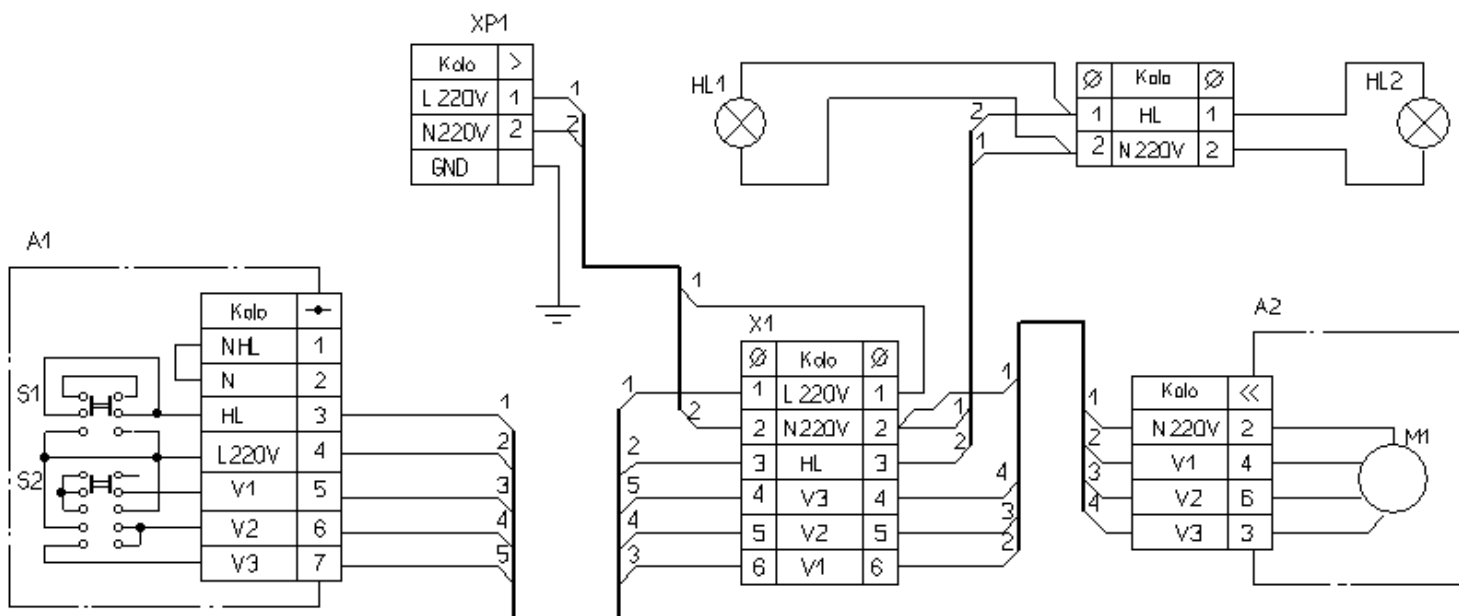 XP1
Kolo >
L 220V 1
N220V 2
GND
1
2
HL1
Ø Kolo Ø
1 HL 1
2 N220V 2
HL2
2
1
A1
Kolo
NHL 1
N 2
HL 3
L220V 4
V1 5
V2 6
V3 7
S1
S2
1
2
3
4
5
1
2
X1
Ø Kolo Ø
1 L 220V 1
2 N220V 2
3 HL 3
4 V3 4
5 V2 5
6 V1 6
1
2
5
4
3
1
2
1
4
3
2
A2
Kolo <<
N 220V 2
V1 4
V2 6
V3 3
1
2
3
4
M1